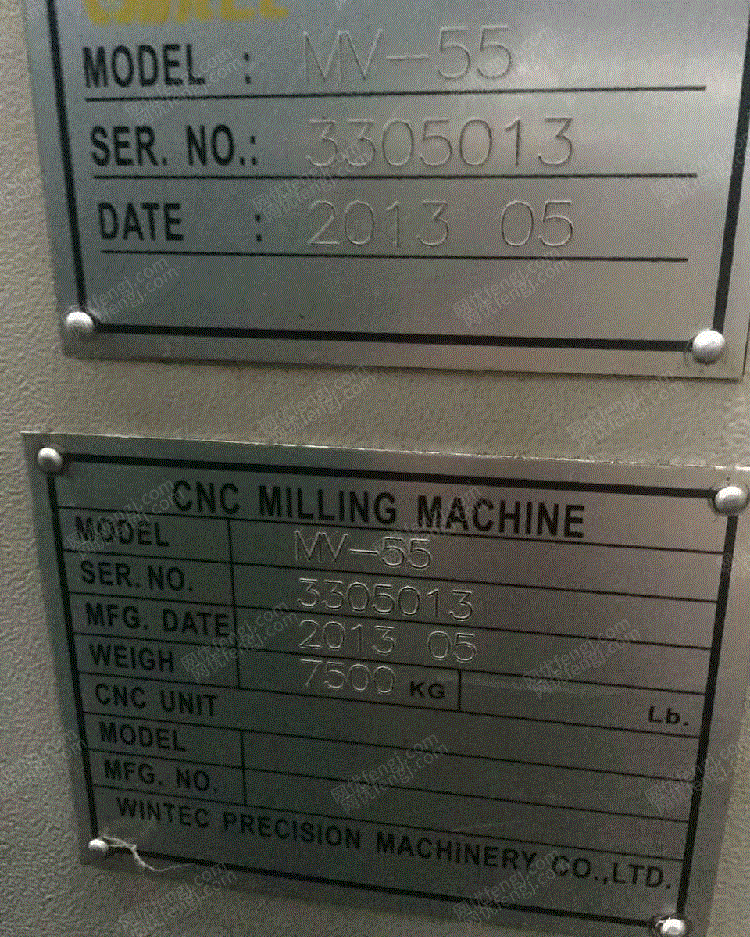 MODEL : MV-55
SER. NO.: 3305013
DATE : 2013 05
CNC MILLING MACHINE
MODEL MV-55
SER. NO. 3305013
MFG. DATE 2013 05
WEIGH 7500 KG Lb.
CNC UNIT
MODEL
MFG. NO.
WINTEC PRECISION MACHINERY CO.,LTD.